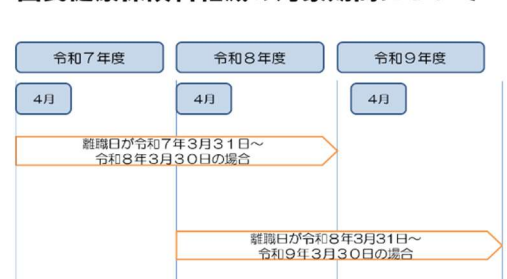 令和７年度
令和８年度
令和９年度
４月
４月
４月
離職日が令和７年３月３１日～
令和８年３月３０日の場合
離職日が令和８年3月31日～
令和９年３月３０日の場合